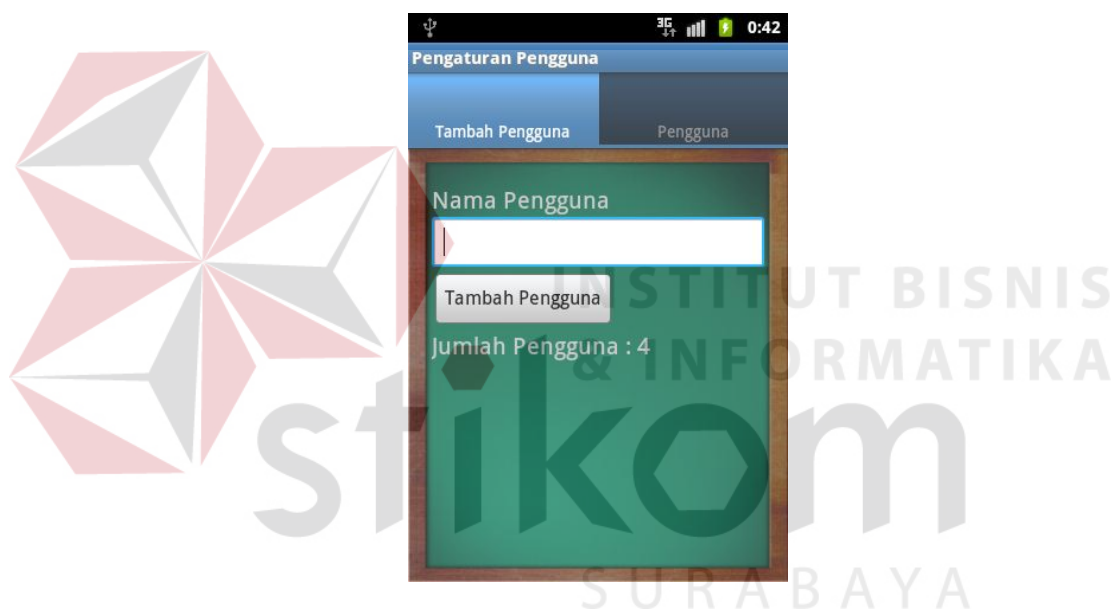 3G 0:42
Pengaturan Pengguna
Tambah Pengguna Pengguna
Nama Pengguna
Tambah Pengguna
Jumlah Pengguna : 4
INSTITUT BISNIS
& INFORMATIKA
stikom
SURABAYA